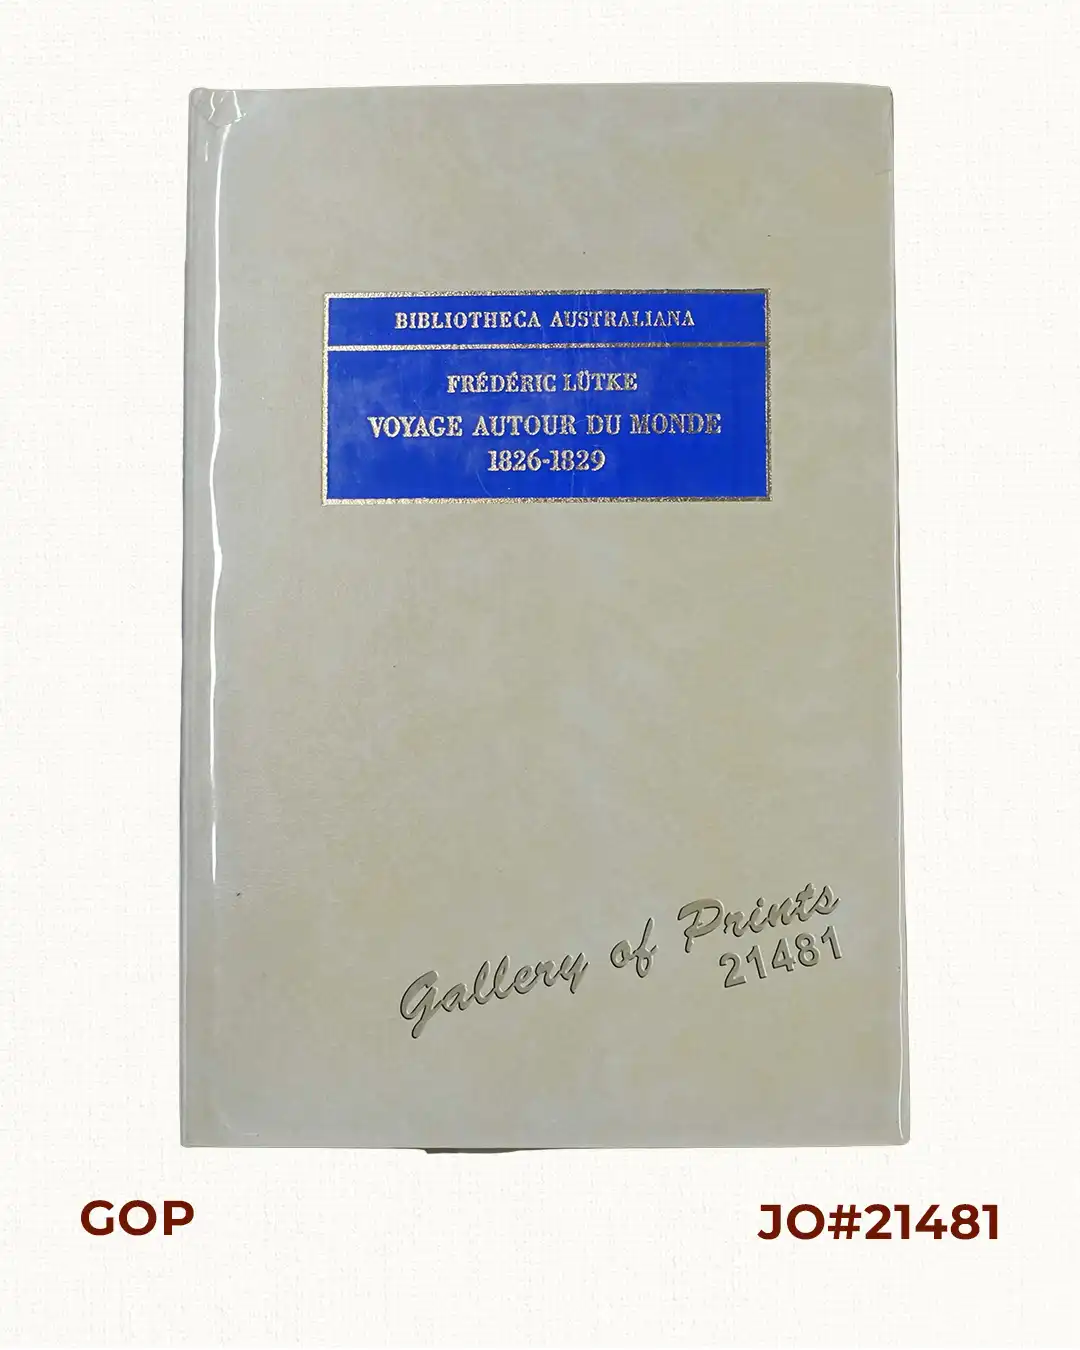 BIBLIOTHECA AUSTRALIANA
FRÉDÉRIC LÜTKE
VOYAGE AUTOUR DU MONDE
1826-1829
Gallery of Prints
21481
GOP
JO#21481